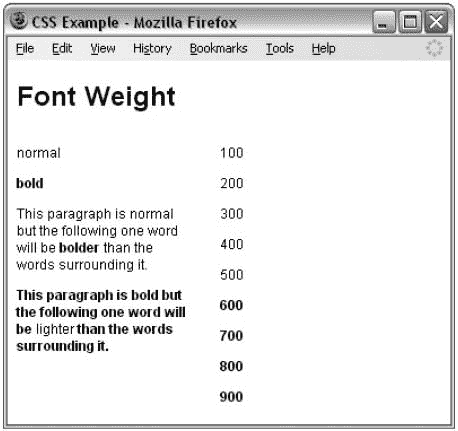 CSS Example - Mozilla Firefox
File Edit View History Bookmarks Tools Help
Font Weight
normal
bold
This paragraph is normal
but the following one word
will be bolder than the
words surrounding it.
This paragraph is bold but
the following one word will
be lighter than the words
surrounding it.
100
200
300
400
500
600
700
800
900